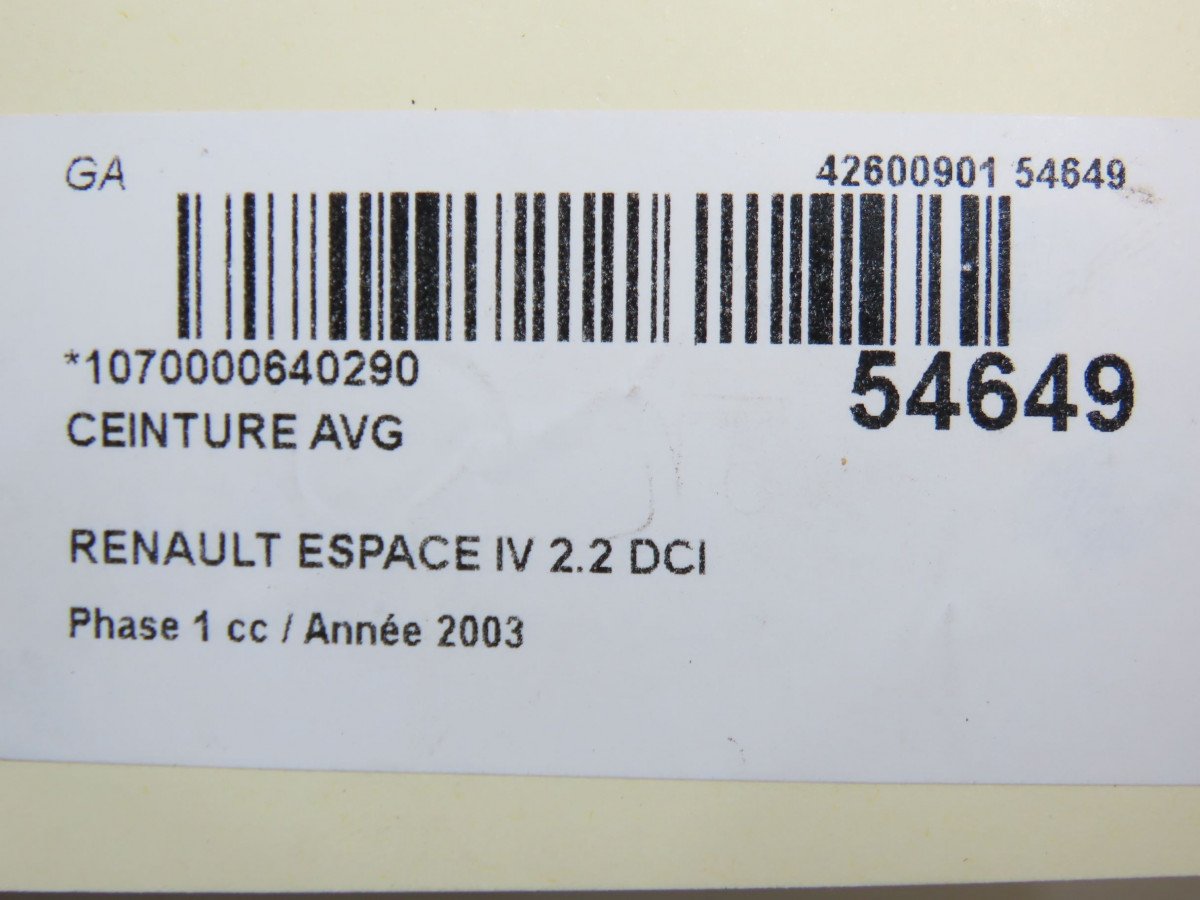 GA
42600901 54649
*1070000640290
54649
CEINTURE AVG
RENAULT ESPACE IV 2.2 DCI
Phase 1 cc / Année 2003